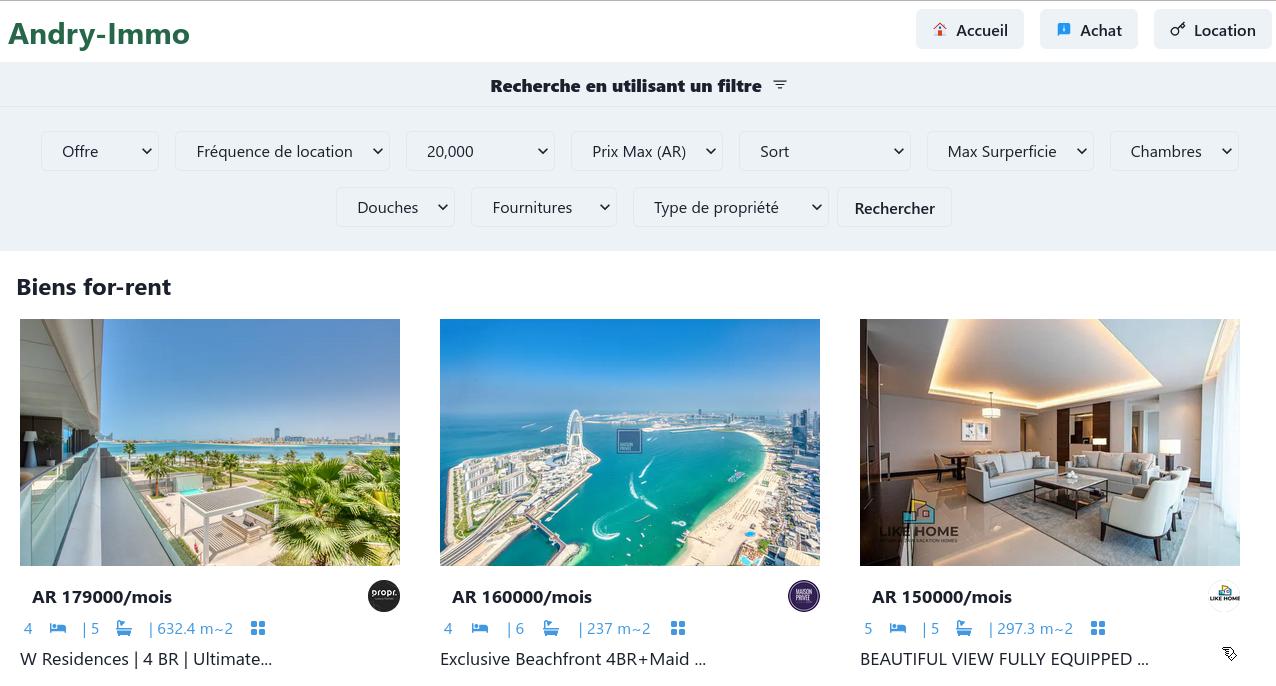 Andry-Immo
Accueil
Achat
Location
Recherche en utilisant un filtre
Offre
Fréquence de location
20,000
Prix Max (AR)
Sort
Max Surperficie
Chambres
Douches
Fournitures
Type de propriété
Rechercher
Biens for-rent
MAISON PRIVEE
LIKE HOME
AR 179000/mois
propr.
AR 160000/mois
MAISON PRIVEE
AR 150000/mois
LIKE HOME
4 | 5 | 632.4 m~2
4 | 6 | 237 m~2
5 | 5 | 297.3 m~2
W Residences | 4 BR | Ultimate...
Exclusive Beachfront 4BR+Maid ...
BEAUTIFUL VIEW FULLY EQUIPPED ...